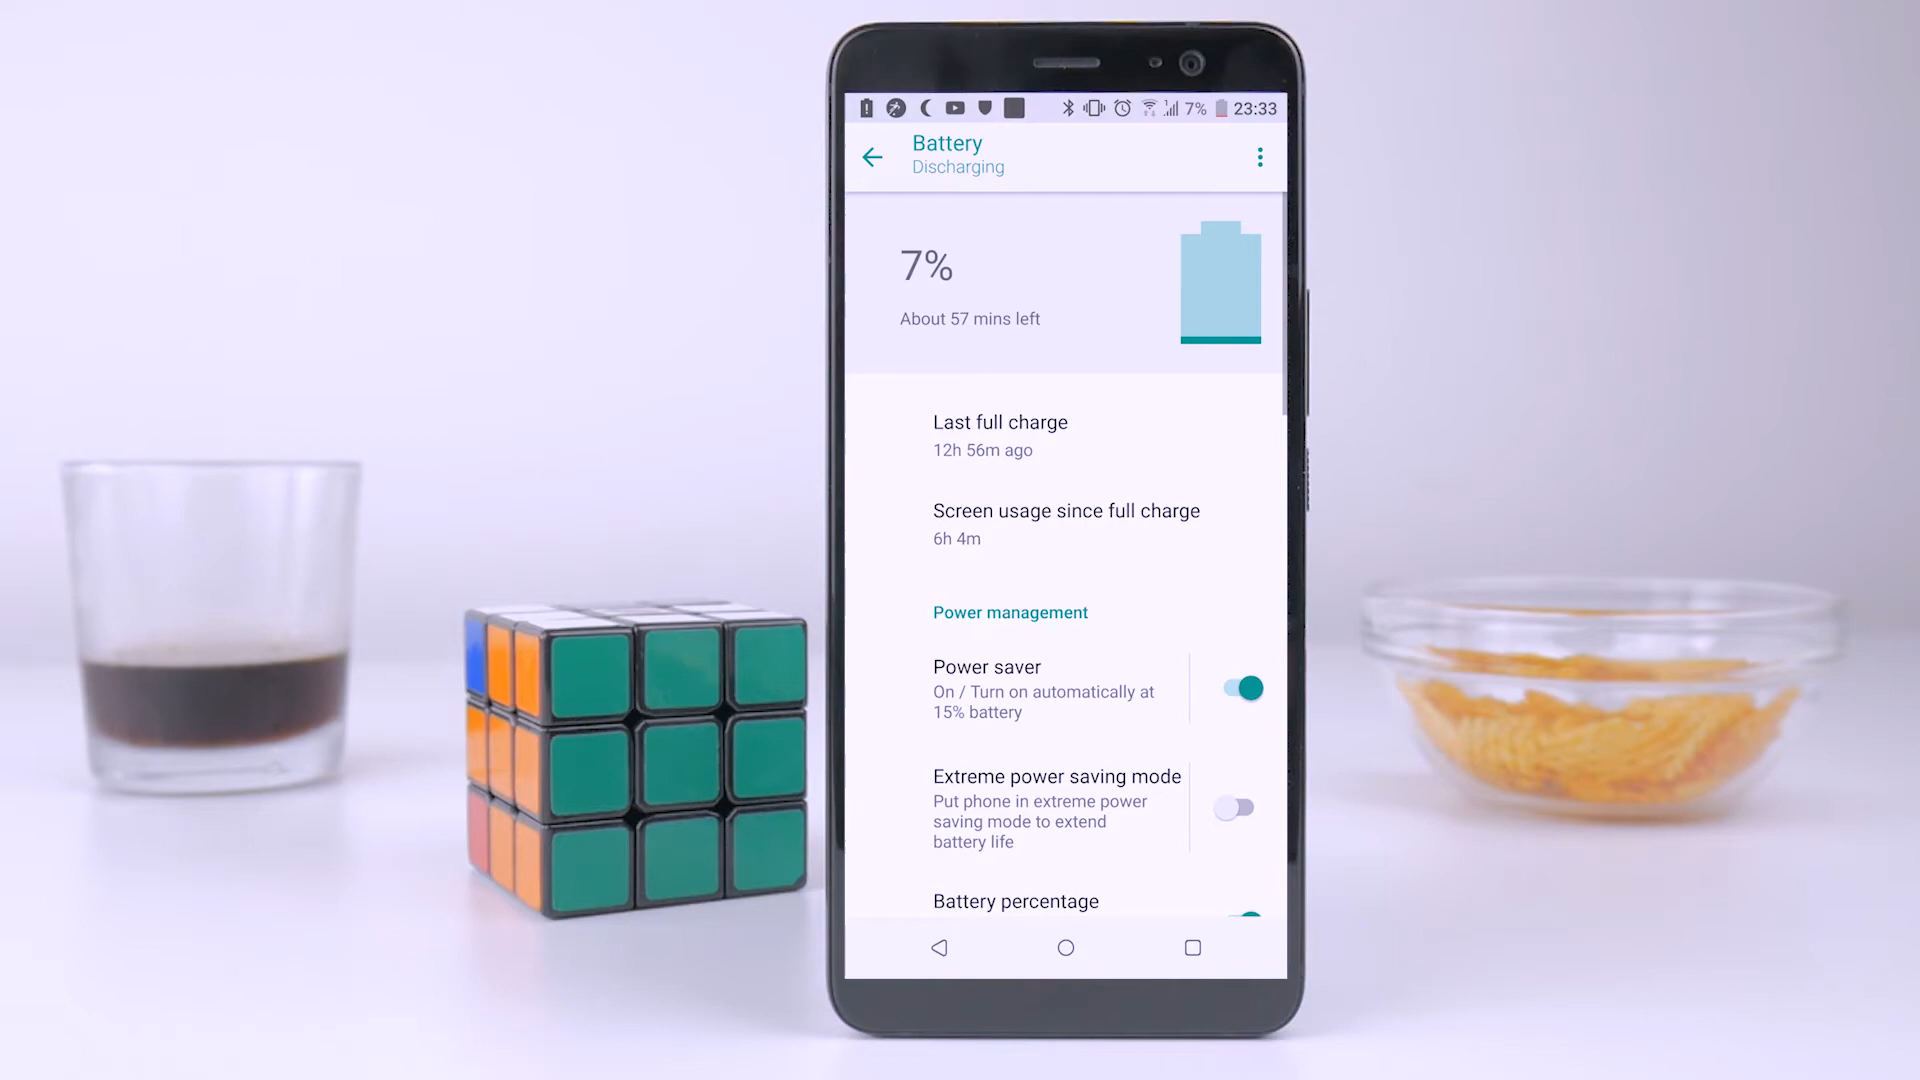 7% 23:33
Battery
Discharging
7%
About 57 mins left
Last full charge
12h 56m ago
Screen usage since full charge
6h 4m
Power management
Power saver
On / Turn on automatically at
15% battery
Extreme power saving mode
Put phone in extreme power
saving mode to extend
battery life
Battery percentage